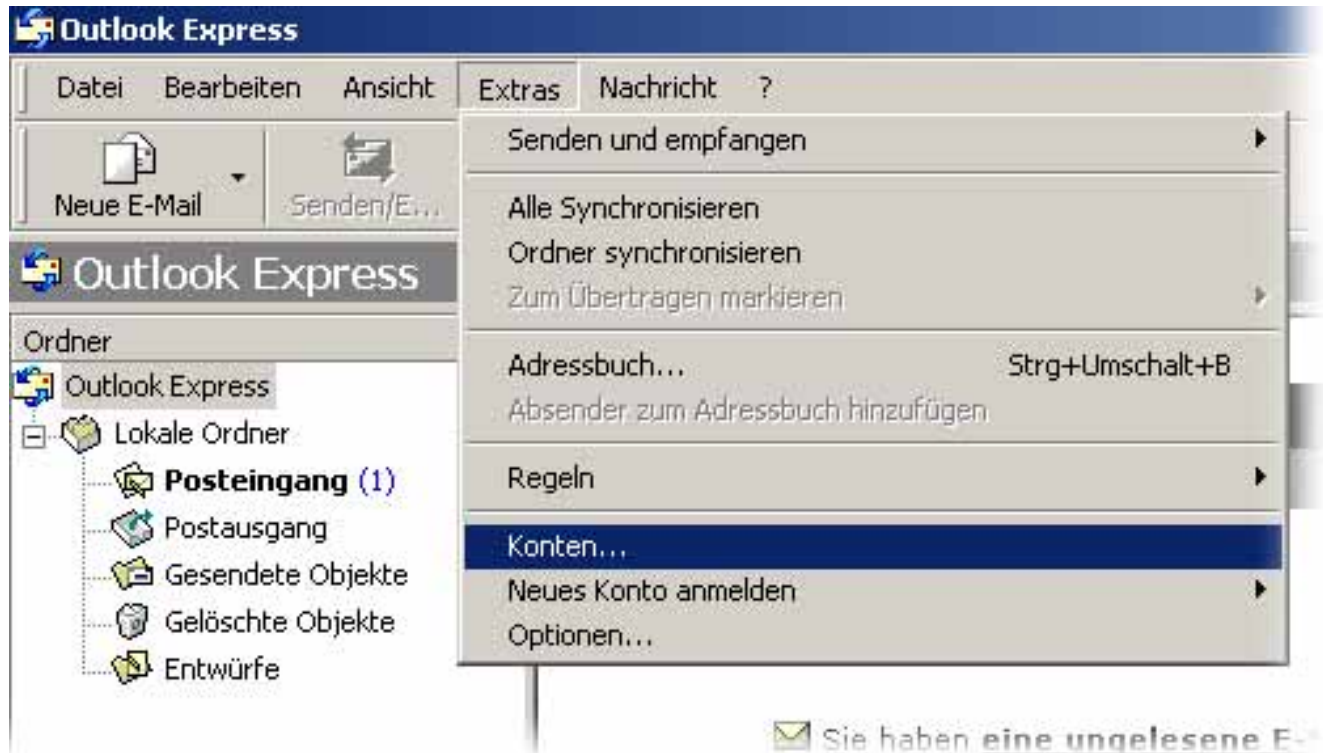 Outlook Express
Datei Bearbeiten Ansicht Extras Nachricht ?
Neue E-Mail Senden/E...
Outlook Express
Ordner
Outlook Express
Lokale Ordner
Posteingang (1)
Postausgang
Gesendete Objekte
Gelöschte Objekte
Entwürfe
Senden und empfangen
Alle Synchronisieren
Ordner synchronisieren
Zum Übertragen markieren
Adressbuch... Strg+Umschalt+B
Absender zum Adressbuch hinzufügen
Regeln
Konten...
Neues Konto anmelden
Optionen...
Sie haben eine ungelesene E-